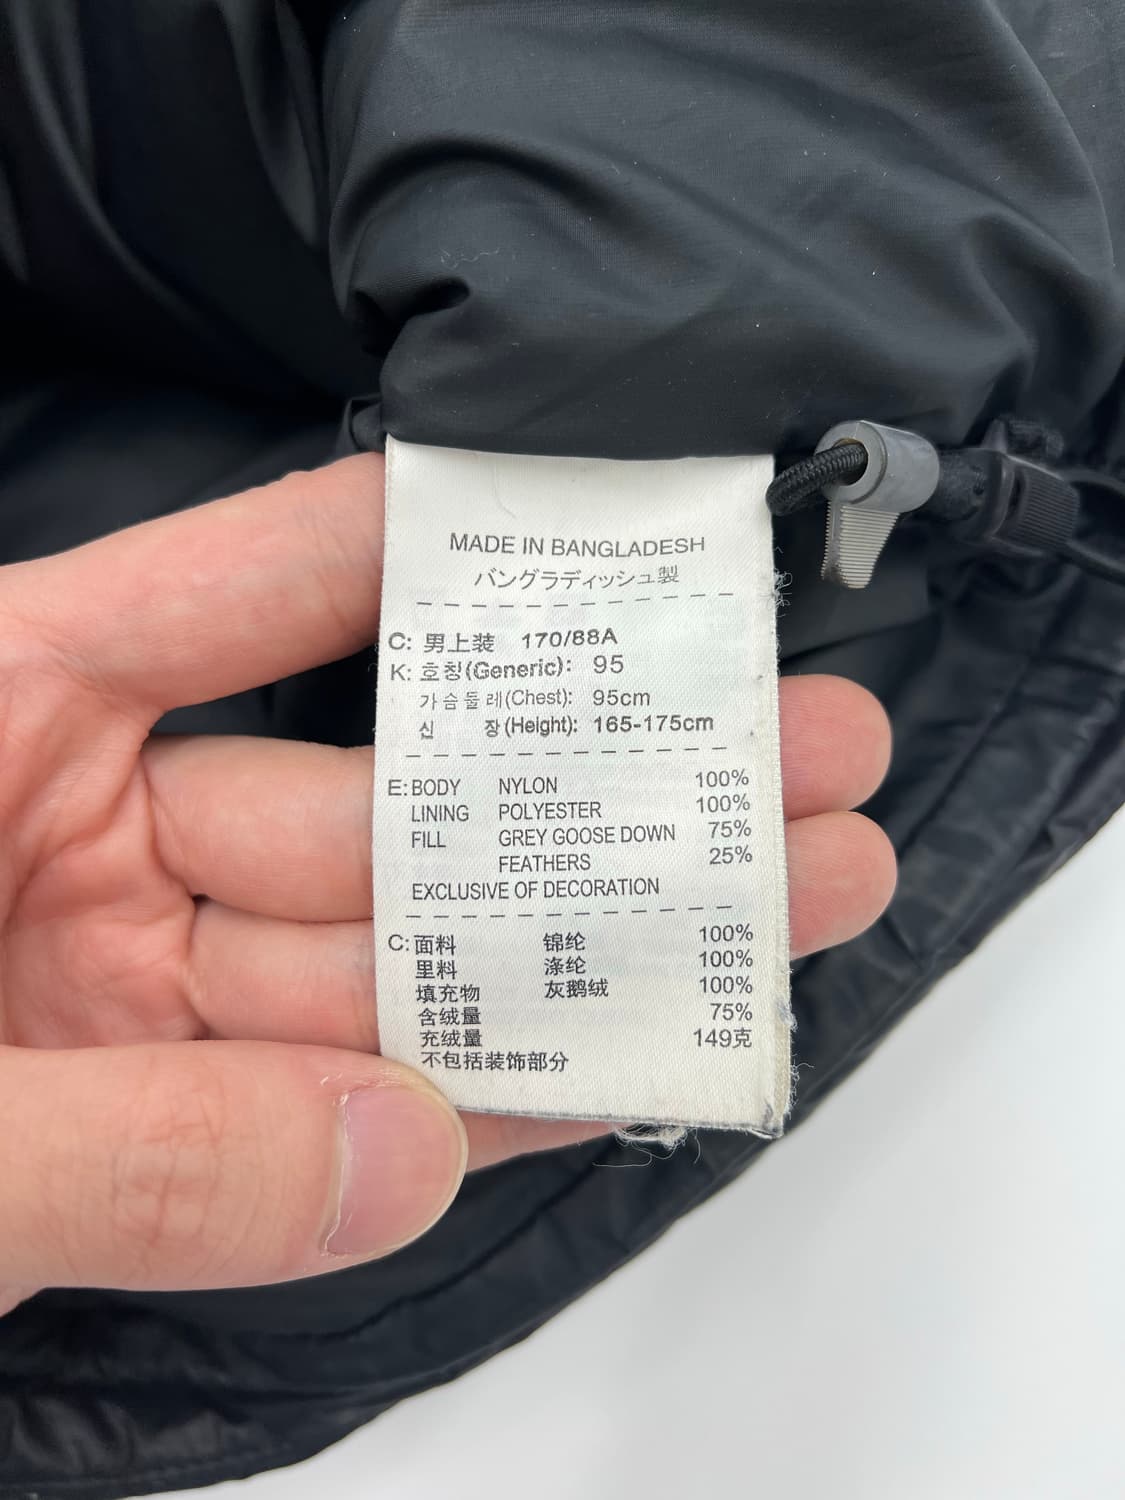 MADE IN BANGLADESH
バングラディッシュ製
C: 男上装 170/88A
K: 호칭(Generic): 95
가슴둘레(Chest): 95cm
신 장(Height): 165-175cm
E: BODY NYLON 100%
LINING POLYESTER 100%
FILL GREY GOOSE DOWN 75%
FEATHERS 25%
EXCLUSIVE OF DECORATION
C: 面料 锦纶 100%
里料 涤纶 100%
填充物 灰鹅绒 100%
含绒量 75%
充绒量 149克
不包括装饰部分